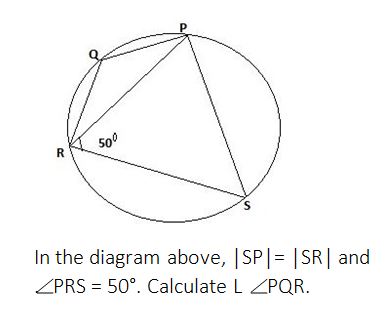 P
Q
50⁰
R
S
In the diagram above, |SP|= |SR| and
∠PRS = 50°. Calculate L ∠PQR.